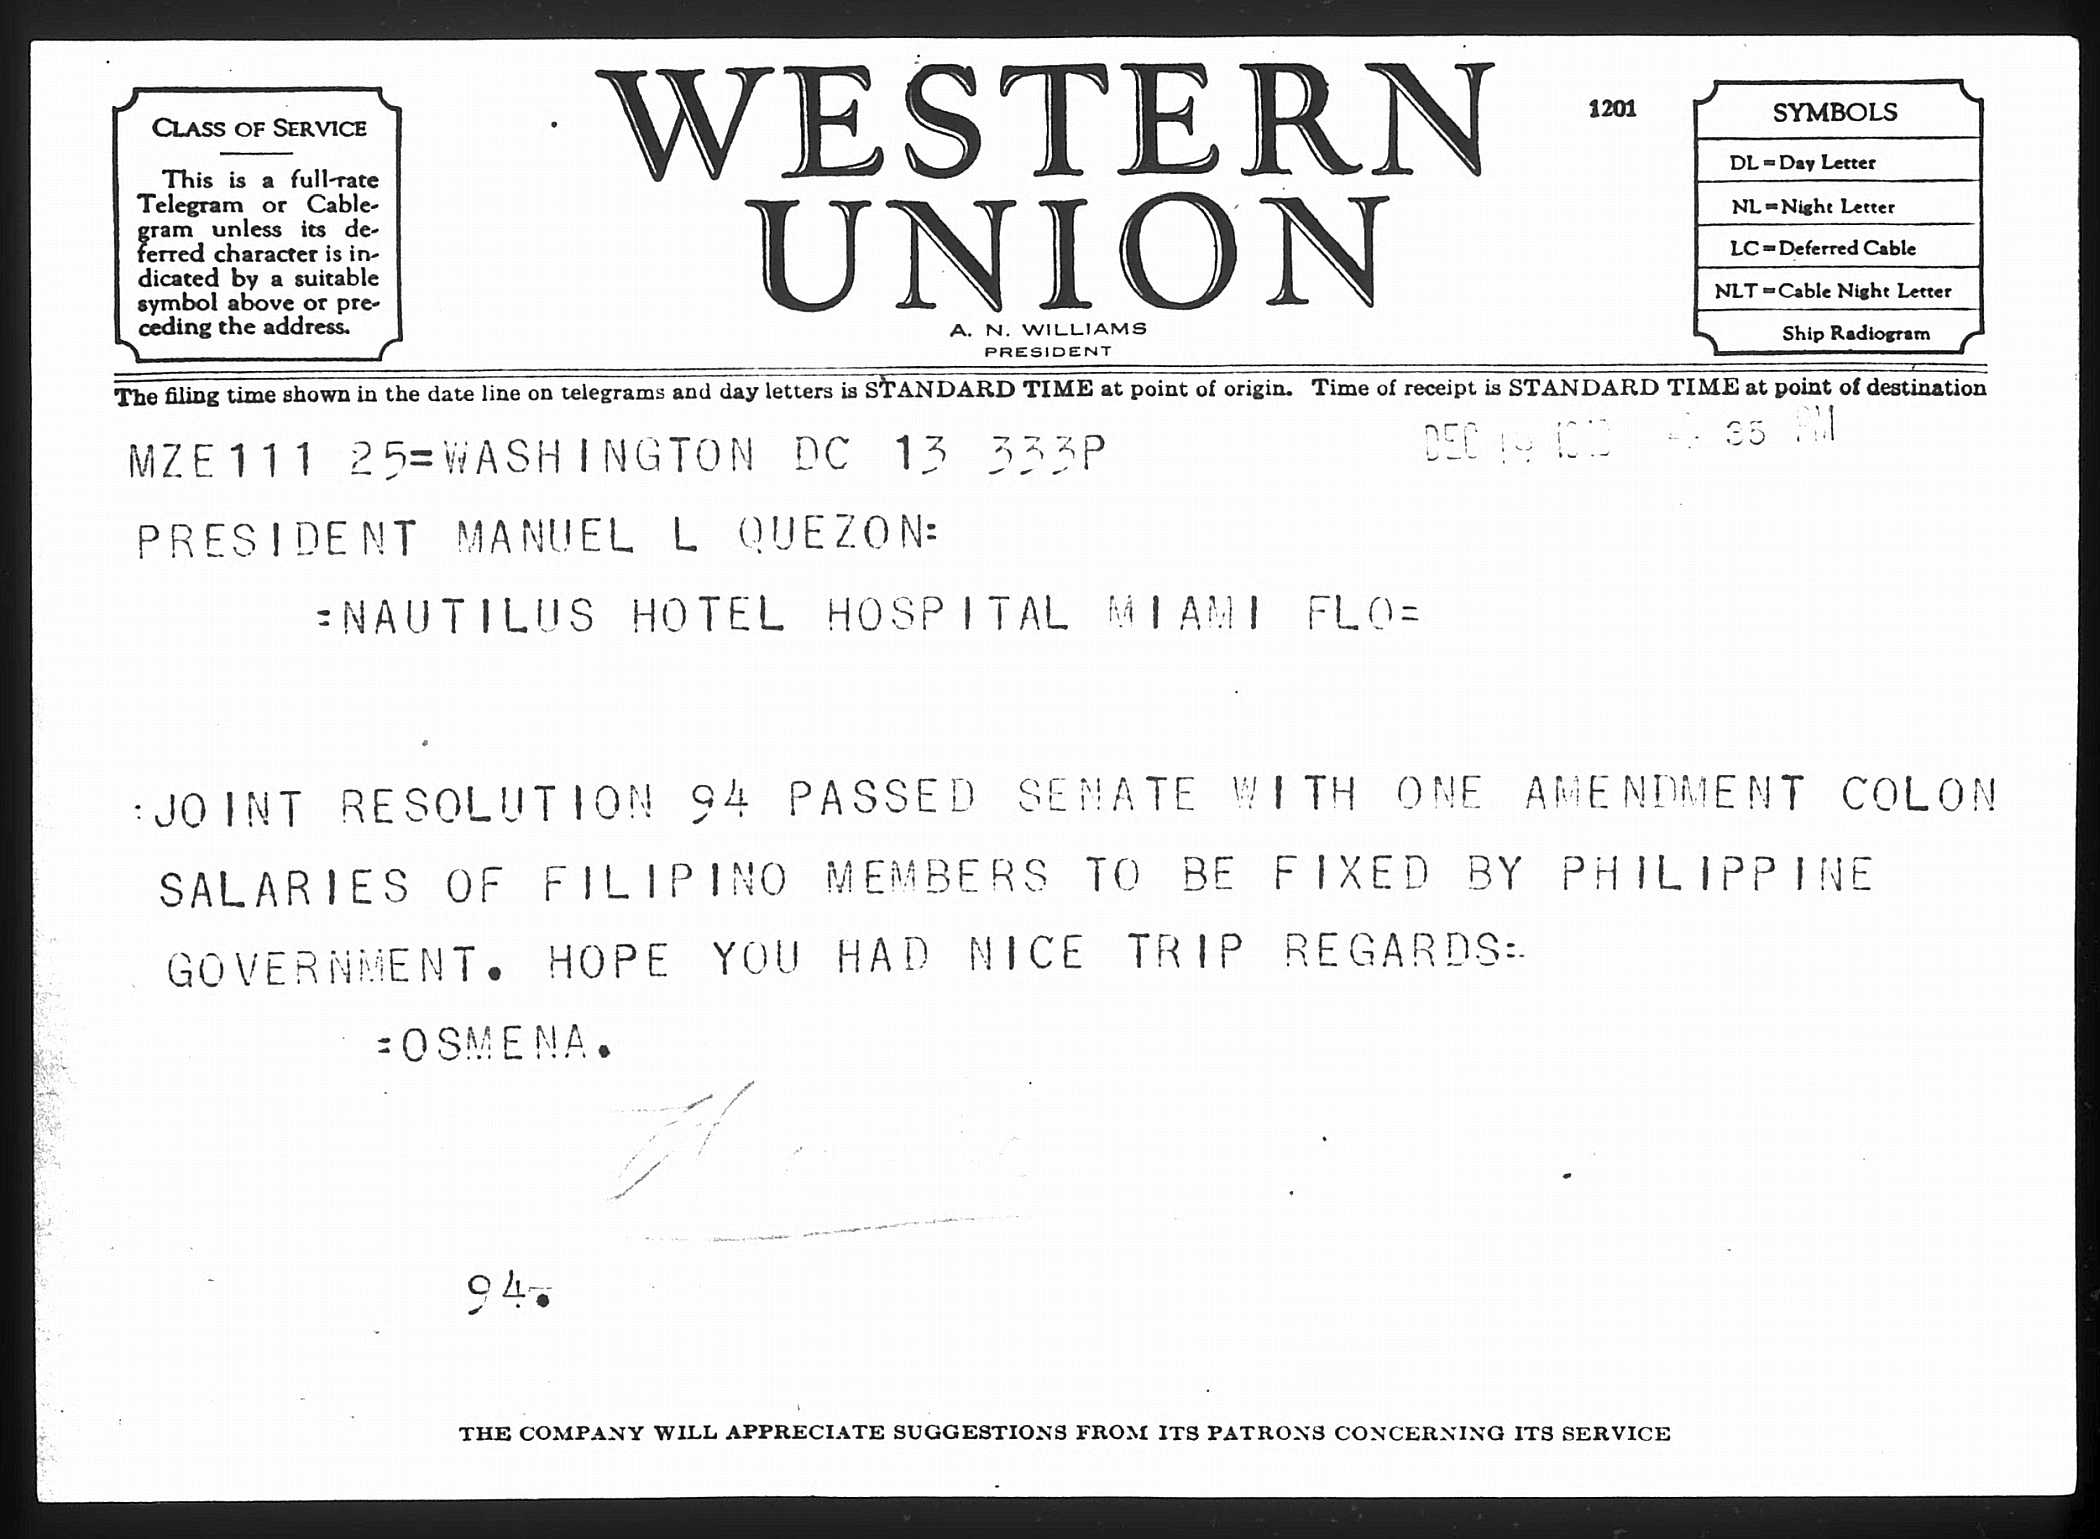 CLASS OF SERVICE
This is a full-rate
Telegram or Cable-
gram unless its de-
ferred character is in-
dicated by a suitable
symbol above or pre-
ceding the address.
WESTERN
UNION
A. N. WILLIAMS
PRESIDENT
1201
SYMBOLS
DL = Day Letter
NL = Night Letter
LC = Deferred Cable
NLT = Cable Night Letter
Ship Radiogram
The filing time shown in the date line on telegrams and day letters is STANDARD TIME at point of origin. Time of receipt is STANDARD TIME at point of destination
MZE111 25=WASHINGTON DC 13 333P
DEC 35 PM
PRESIDENT MANUEL L QUEZON:
=NAUTILUS HOTEL HOSPITAL MIAMI FLO=
:JOINT RESOLUTION 94 PASSED SENATE WITH ONE AMENDMENT COLON
SALARIES OF FILIPINO MEMBERS TO BE FIXED BY PHILIPPINE
GOVERNMENT. HOPE YOU HAD NICE TRIP REGARDS=
=OSMENA.
94.
THE COMPANY WILL APPRECIATE SUGGESTIONS FROM ITS PATRONS CONCERNING ITS SERVICE